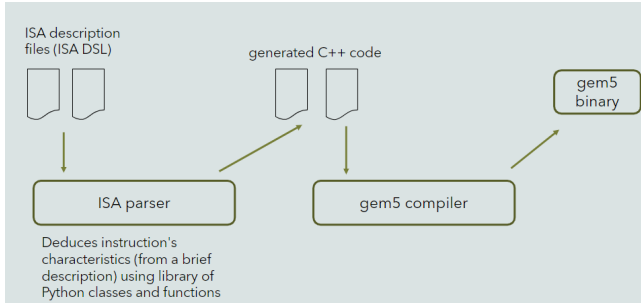 ISA description
files (ISA DSL)
generated C++ code
gem5
binary
ISA parser
gem5 compiler
Deduces instruction's
characteristics (from a brief
description) using library of
Python classes and functions